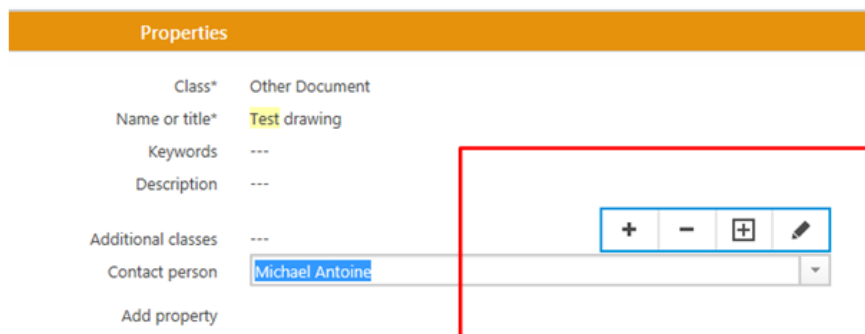 Properties
Class* Other Document
Name or title* Test drawing
Keywords ---
Description ---
Additional classes ---
Contact person Michael Antoine
Add property